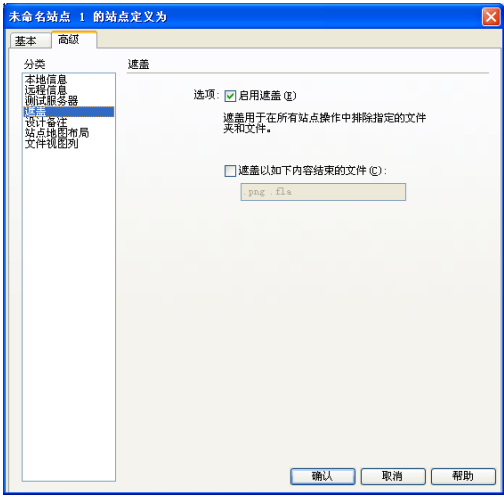 未命名站点 1 的站点定义为
基本 高级
分类
本地信息
远程信息
测试服务器
遮盖
设计备注
站点地图布局
文件视图列
遮盖
选项: 启用遮盖(E)
遮盖用于在所有站点操作中排除指定的文件
夹和文件。
遮盖以如下内容结束的文件(C):
.png .fla
确认 取消 帮助